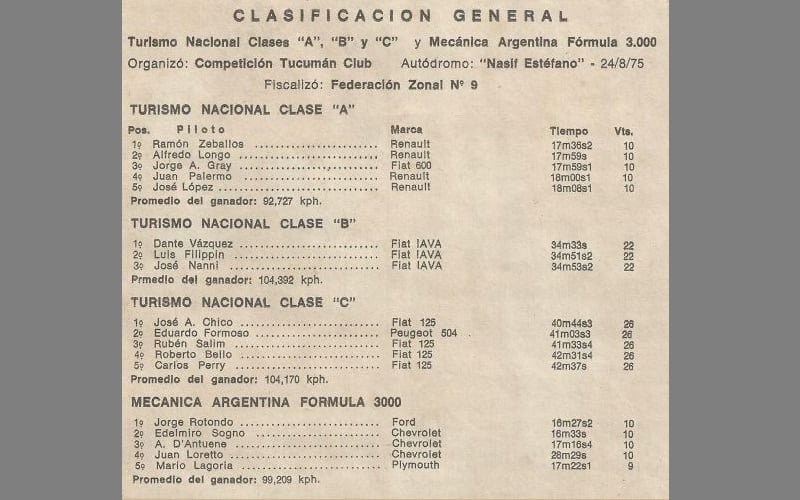 CLASIFICACION GENERAL
Turismo Nacional Clases "A", "B" y "C" y Mecánica Argentina Fórmula 3.000
Organizó: Competición Tucumán Club Autódromo: "Nasif Estéfano" - 24/8/75
Fiscalizó: Federación Zonal Nº 9
TURISMO NACIONAL CLASE "A"
Pos. Piloto Marca Tiempo Vts.
1º Ramón Zeballos ........................ Renault 17m36s2 10
2º Alfredo Longo ........................ Renault 17m59s 10
3º Jorge A. Gray ........................ Fiat 600 17m59s1 10
4º Juan Palermo ........................ Renault 18m00s1 10
5º José López ........................ Renault 18m08s1 10
Promedio del ganador: 92,727 kph.
TURISMO NACIONAL CLASE "B"
1º Dante Vázquez ........................ Fiat IAVA 34m33s 22
2º Luis Filippin ........................ Fiat IAVA 34m51s2 22
3º José Nanni ........................ Fiat IAVA 34m53s2 22
Prmedio del ganador: 104,392 kph.
TURISMO NACIONAL CLASE "C"
1º José A. Chico ........................ Fiat 125 40m44s3 26
2º Eduardo Formoso ........................ Peugeot 504 41m03s3 26
3º Rubén Salim ........................ Fiat 125 41m33s4 26
4º Roberto Bello ........................ Fiat 125 42m31s4 26
5º Carlos Perry ........................ Fiat 125 42m37s 26
Promedio del ganador: 104,170 kph.
MECANICA ARGENTINA FORMULA 3000
1º Jorge Rotondo ........................ Ford 16m27s2 10
2º Edelmiro Sogno ........................ Chevrolet 16m33s 10
3º A. D'Antuene ........................ Chevrolet 17m16s4 10
4º Juan Loretto ........................ Chevrolet 28m29s 10
5º Mario Lagoria ........................ Plymouth 17m22s1 9
Promedio del ganador: 99,209 kph.